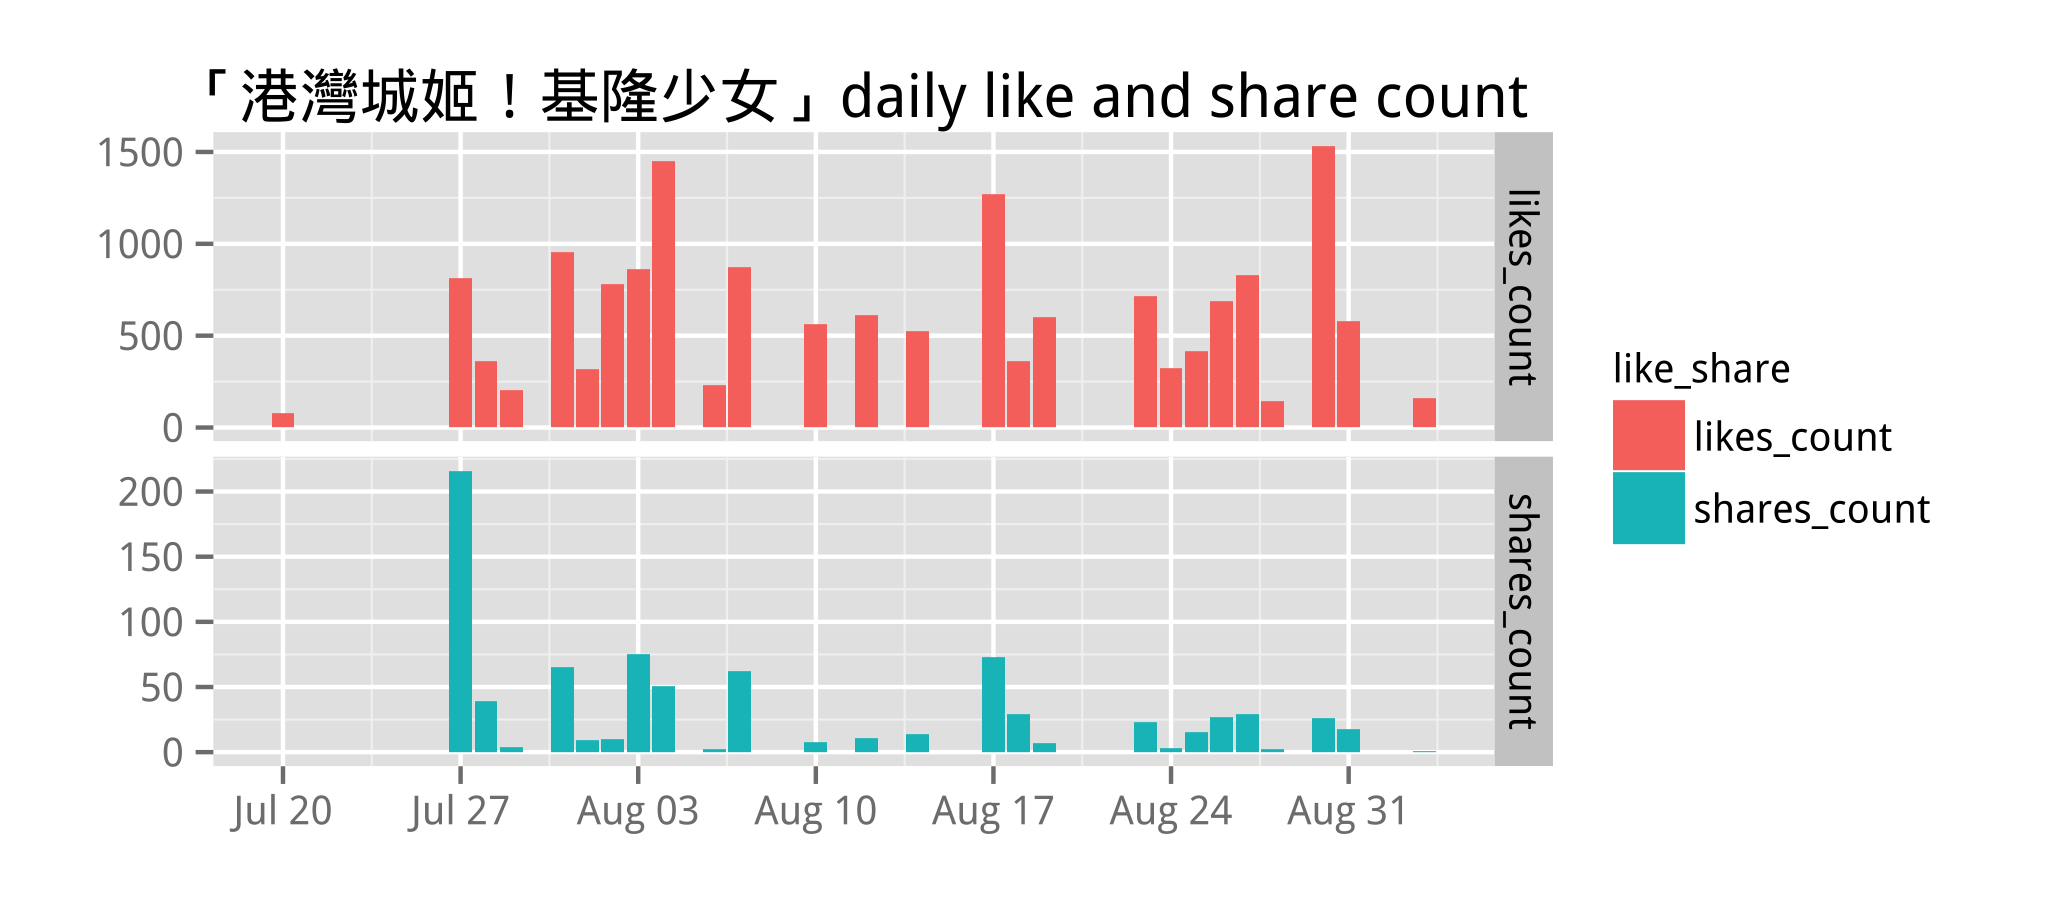 「港灣城姬！基隆少女」daily like and share count
1500
1000
500
0
likes_count
200
150
100
50
0
shares_count
Jul 20
Jul 27
Aug 03
Aug 10
Aug 17
Aug 24
Aug 31
like_share
likes_count
shares_count